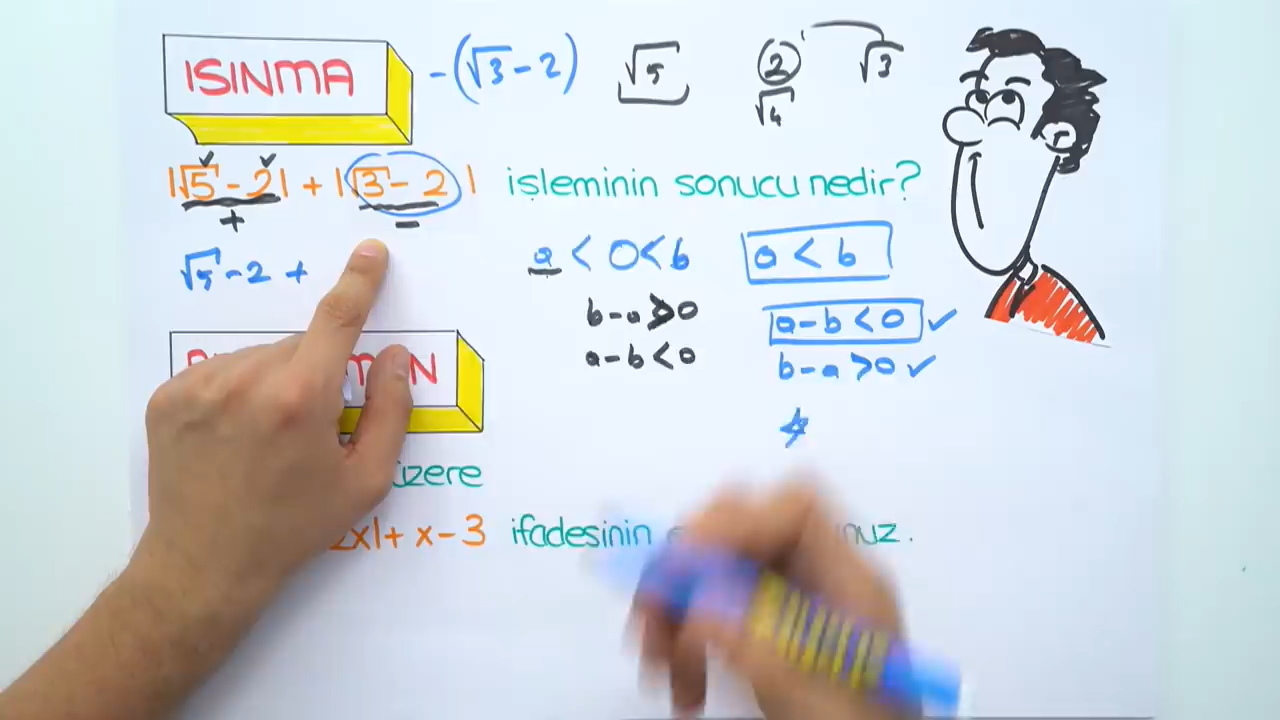 ISINMA
-(√3-2)
√5
2
√3
√4
|√5-2| + |√3-2| işleminin sonucu nedir?
+ -
√5-2 +
a < 0 < b
b-a>0
a-b<0
a < b
a-b<0 ✓
b-a>0 ✓
üzere
2x|+ x-3 ifadesinin